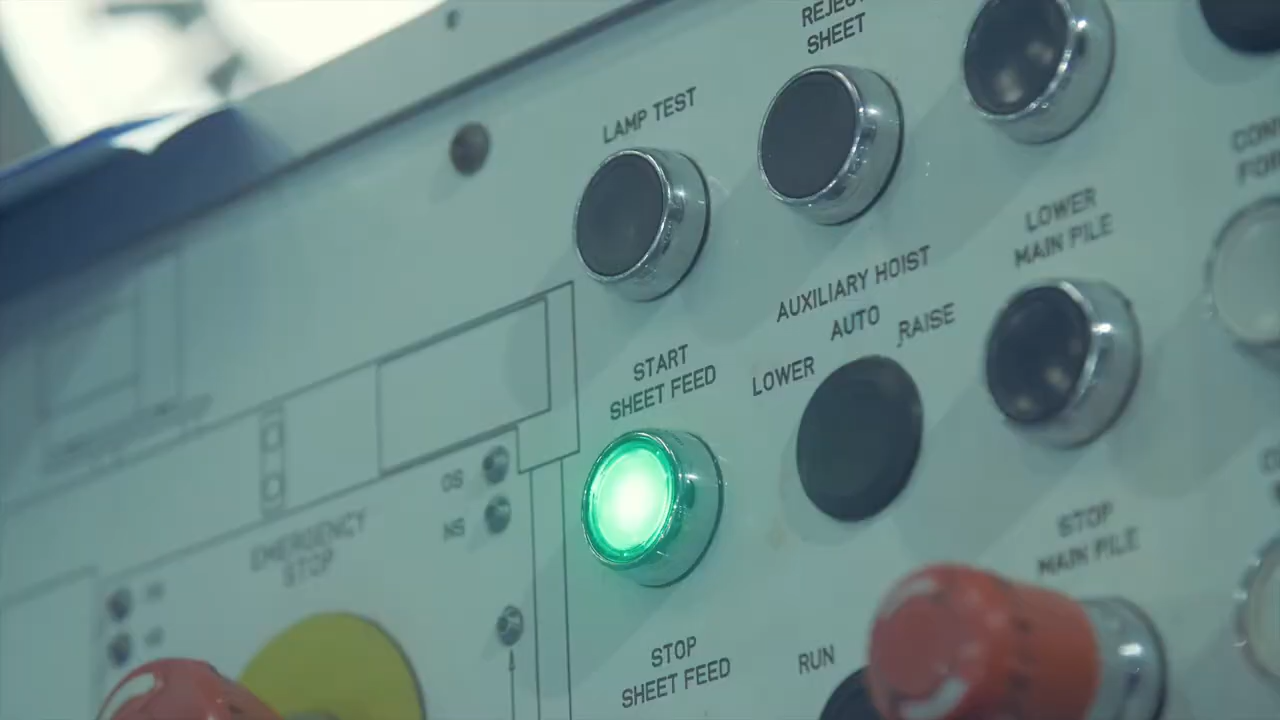 REJECT
SHEET
LAMP TEST
LOWER
MAIN PILE
AUXILIARY HOIST
AUTO
RAISE
LOWER
START
SHEET FEED
OS
NS
EMERGENCY
STOP
STOP
MAIN PILE
STOP
SHEET FEED
RUN